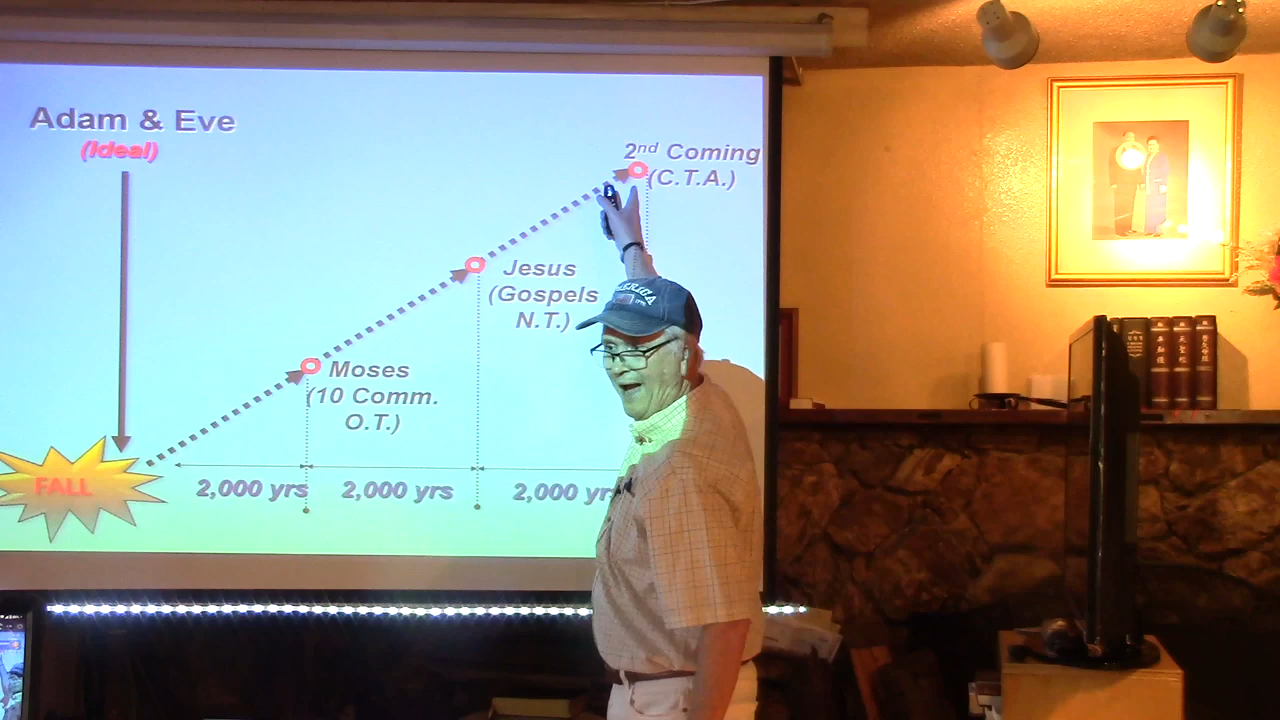 Adam & Eve
(Ideal)
2nd Coming
(C.T.A.)
Jesus
(Gospels
N.T.)
Moses
(10 Comm.
O.T.)
FALL
2,000 yrs
2,000 yrs
2,000 yr